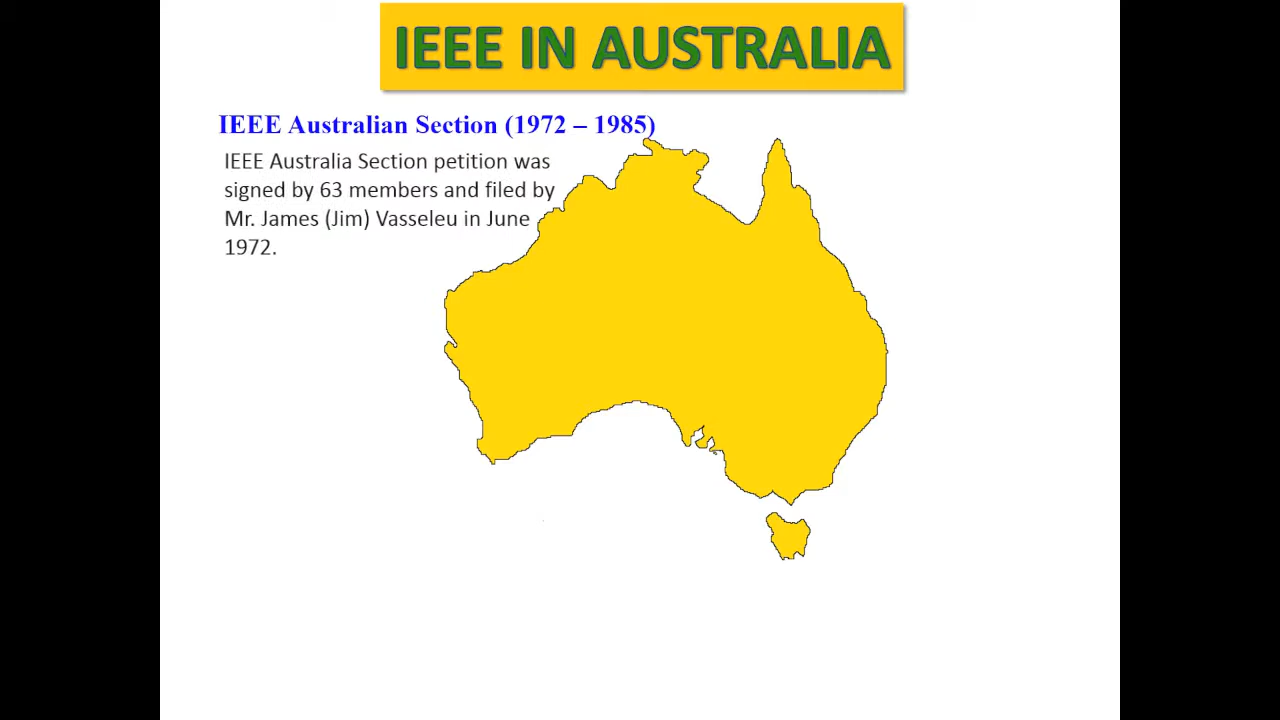 IEEE IN AUSTRALIA
IEEE Australian Section (1972 – 1985)
IEEE Australia Section petition was
signed by 63 members and filed by
Mr. James (Jim) Vasseleu in June
1972.